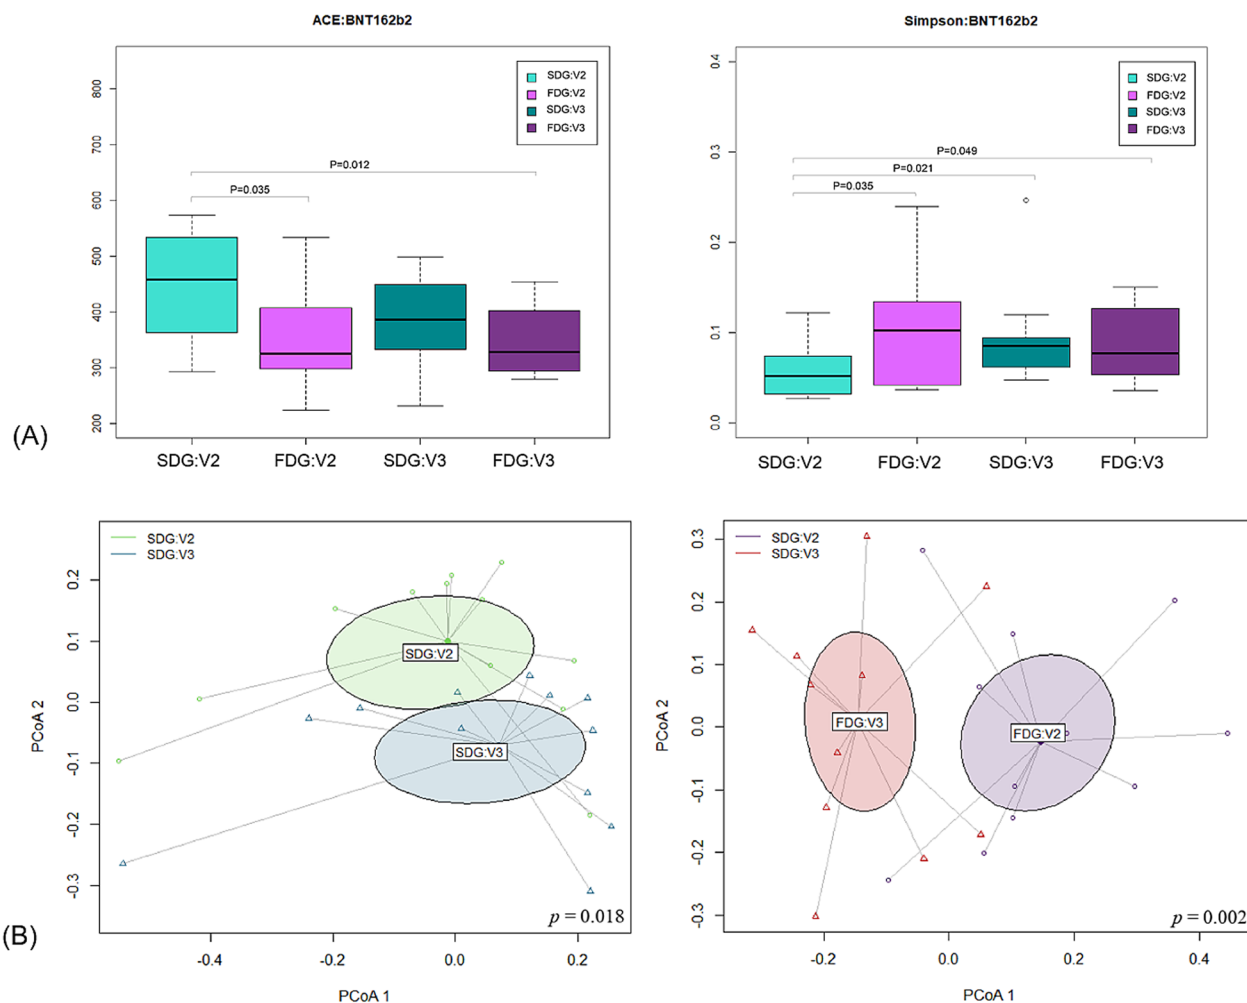 ACE:BNT162b2
SDG:V2
FDG:V2
SDG:V3
FDG:V3
P=0.012
P=0.035
800
700
600
500
400
300
200
SDG:V2 FDG:V2 SDG:V3 FDG:V3
Simpson:BNT162b2
SDG:V2
FDG:V2
SDG:V3
FDG:V3
P=0.049
P=0.021
P=0.035
0.4
0.3
0.2
0.1
0.0
SDG:V2 FDG:V2 SDG:V3 FDG:V3
(A)
SDG:V2
SDG:V3
SDG:V2
SDG:V3
PCoA 2
0.2
0.1
0.0
-0.1
-0.2
-0.3
p = 0.018
-0.4 -0.2 0.0 0.2
PCoA 1
SDG:V2
SDG:V3
FDG:V3
FDG:V2
PCoA 2
0.3
0.2
0.1
0.0
-0.1
-0.2
-0.3
p = 0.002
-0.2 0.0 0.2 0.4
PCoA 1
(B)